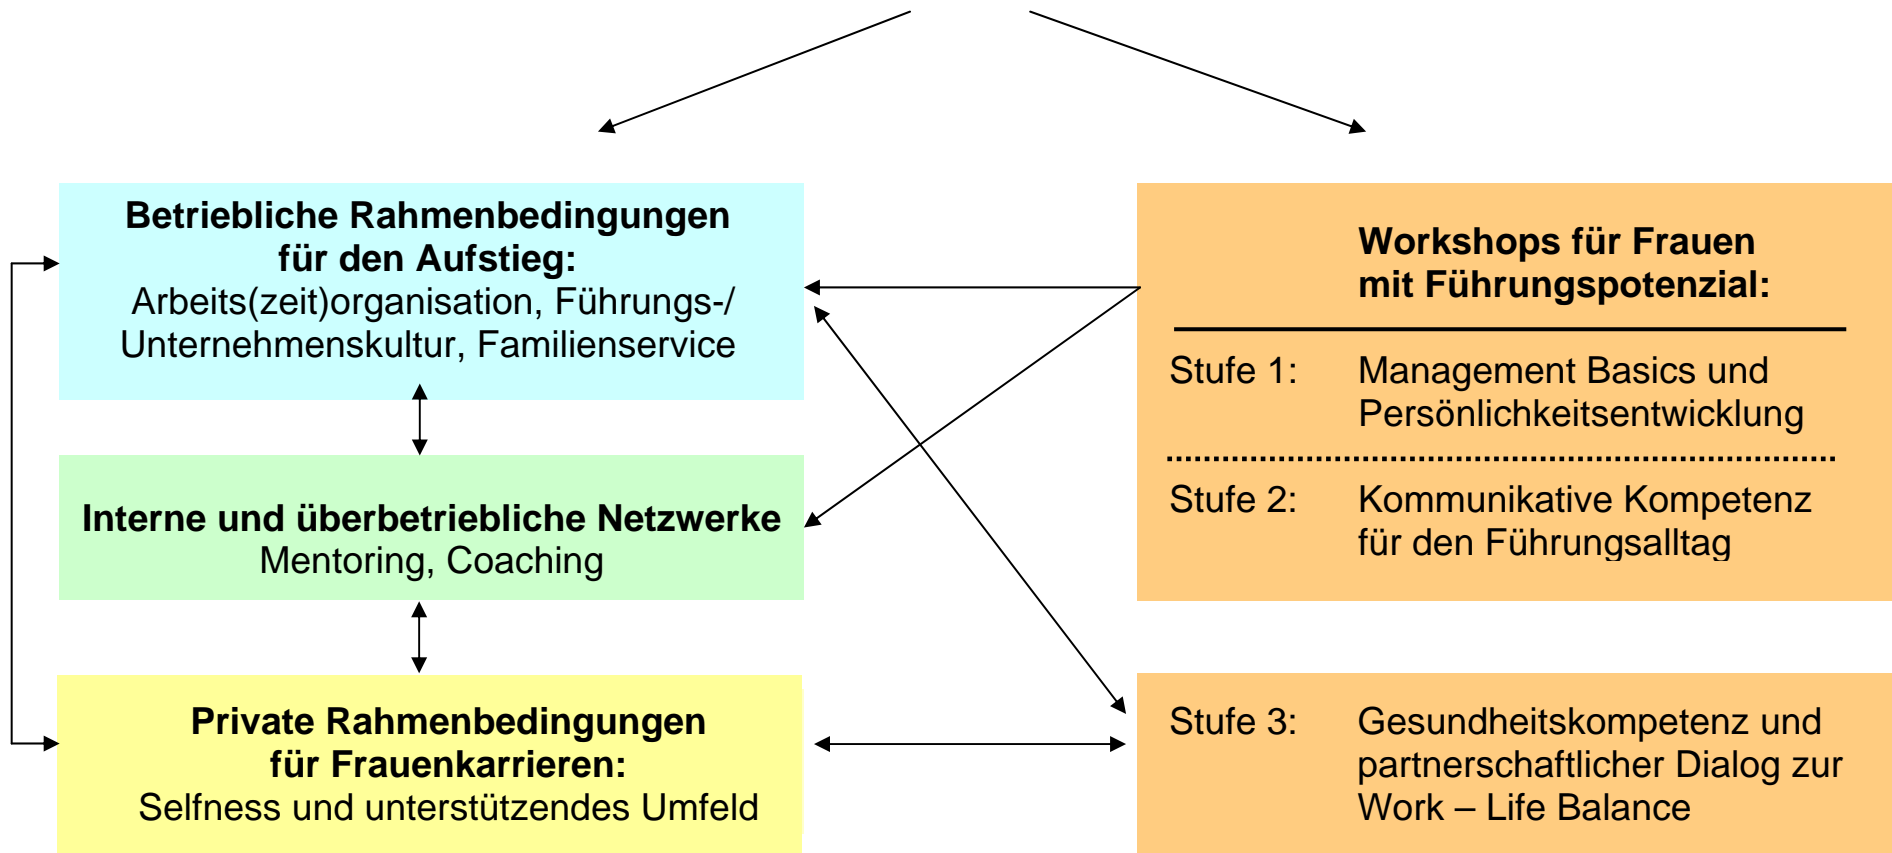 Betriebliche Rahmenbedingungen
für den Aufstieg:
Arbeits(zeit)organisation, Führungs-/
Unternehmenskultur, Familienservice
Interne und überbetriebliche Netzwerke
Mentoring, Coaching
Private Rahmenbedingungen
für Frauenkarrieren:
Selfness und unterstützendes Umfeld
Workshops für Frauen
mit Führungspotenzial:
Stufe 1: Management Basics und
Persönlichkeitsentwicklung
Stufe 2: Kommunikative Kompetenz
für den Führungsalltag
Stufe 3: Gesundheitskompetenz und
partnerschaftlicher Dialog zur
Work – Life Balance